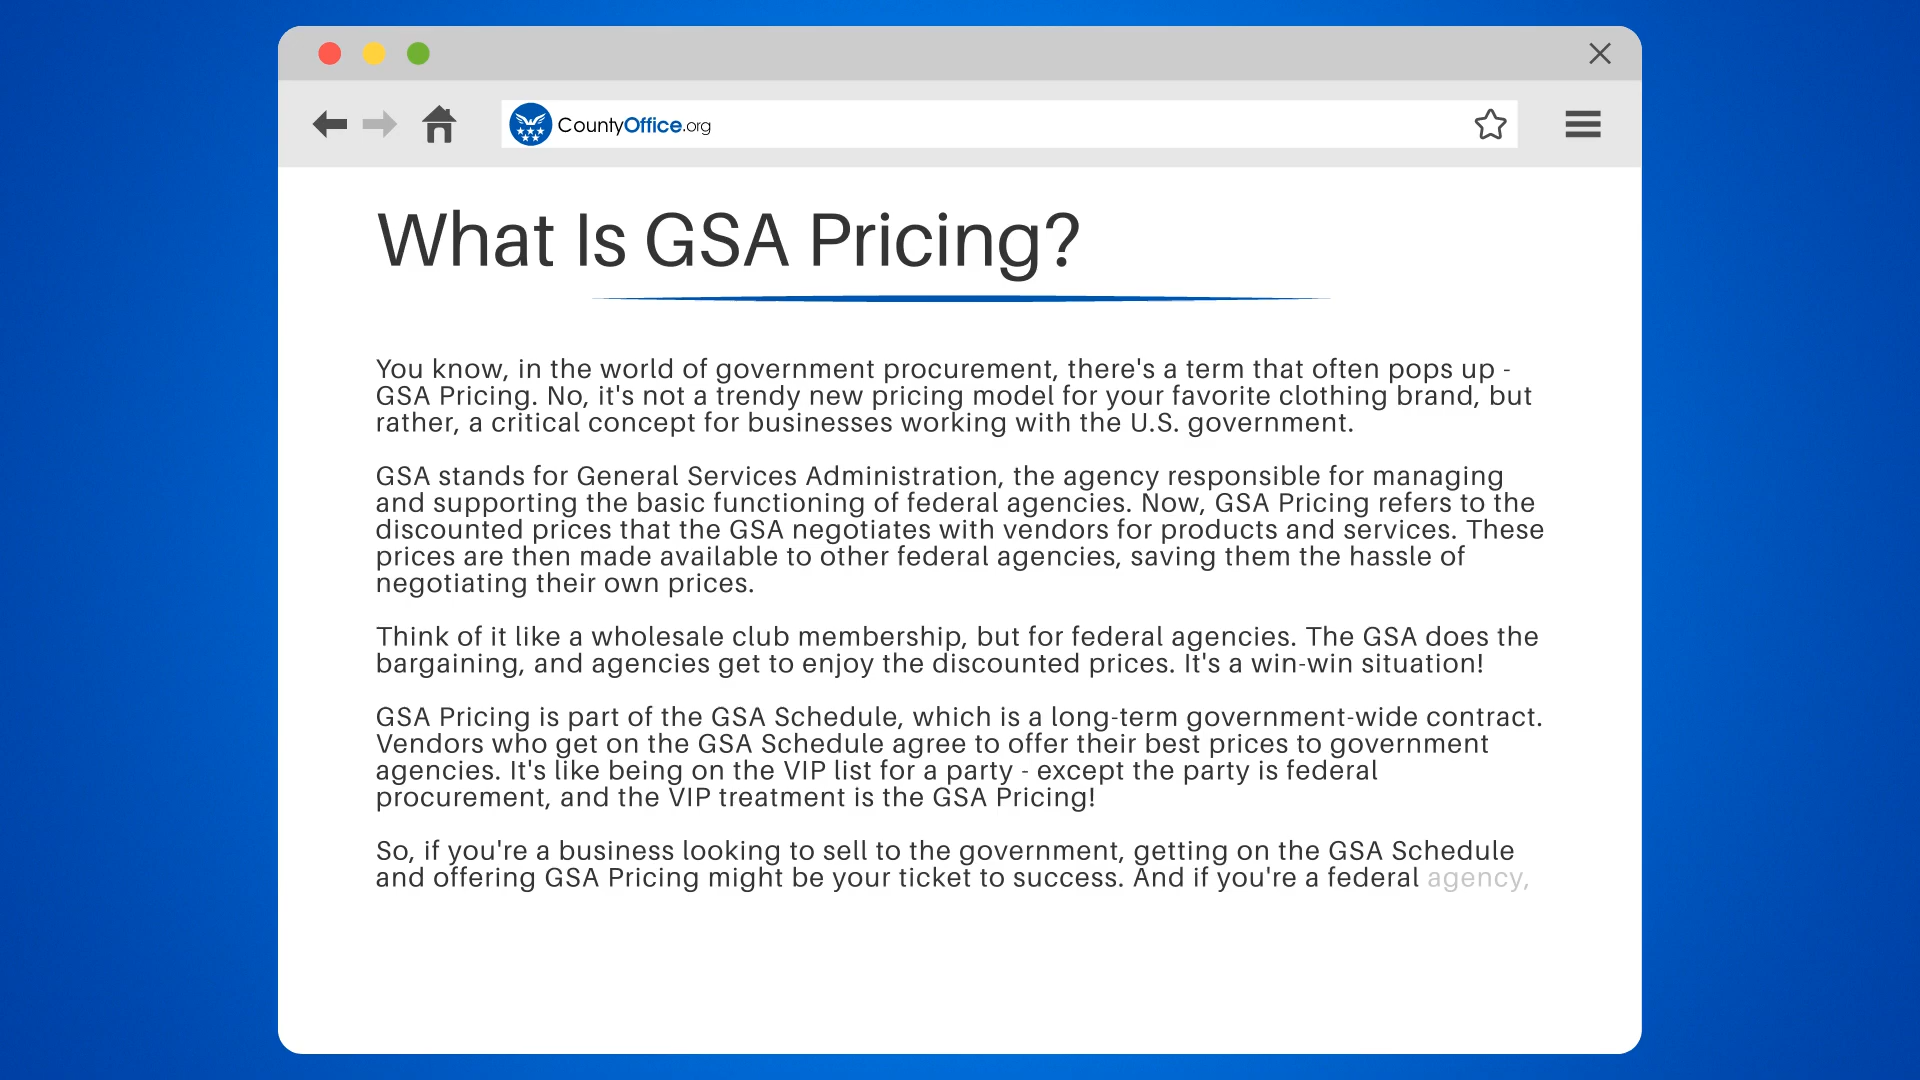 CountyOffice.org
What Is GSA Pricing?
You know, in the world of government procurement, there's a term that often pops up -
GSA Pricing. No, it's not a trendy new pricing model for your favorite clothing brand, but
rather, a critical concept for businesses working with the U.S. government.
GSA stands for General Services Administration, the agency responsible for managing
and supporting the basic functioning of federal agencies. Now, GSA Pricing refers to the
discounted prices that the GSA negotiates with vendors for products and services. These
prices are then made available to other federal agencies, saving them the hassle of
negotiating their own prices.
Think of it like a wholesale club membership, but for federal agencies. The GSA does the
bargaining, and agencies get to enjoy the discounted prices. It's a win-win situation!
GSA Pricing is part of the GSA Schedule, which is a long-term government-wide contract.
Vendors who get on the GSA Schedule agree to offer their best prices to government
agencies. It's like being on the VIP list for a party - except the party is federal
procurement, and the VIP treatment is the GSA Pricing!
So, if you're a business looking to sell to the government, getting on the GSA Schedule
and offering GSA Pricing might be your ticket to success. And if you're a federal agency,